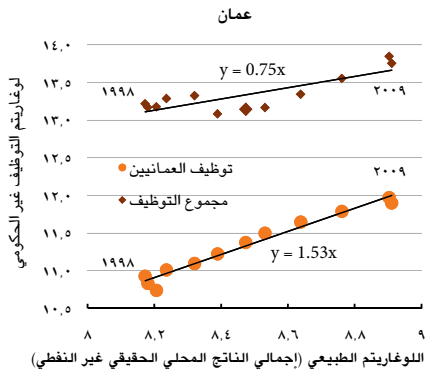 عمان
لوغاريتم التوظيف غير الحكومي
١٤,٠
١٣,٥
١٣,٠
١٢,٥
١٢,٠
١١,٥
١١,٠
١٠,٥
y = 0.75x
١٩٩٨
٢٠٠٩
توظيف العمانيين
مجموع التوظيف
٢٠٠٩
١٩٩٨
y = 1.53x
٨
٨,٢
٨,٤
٨,٦
٨,٨
٩
اللوغاريتم الطبيعي (إجمالي الناتج المحلي الحقيقي غير النفطي)